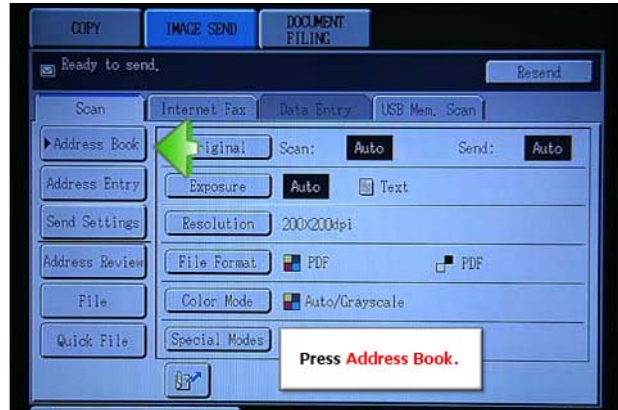 COPY
IMAGE SEND
DOCUMENT
FILING
Ready to send.
Resend
Scan
Internet Fax
Data Entry
USB Mem. Scan
Address Book
Original
Scan:
Auto
Send:
Auto
Address Entry
Exposure
Auto
Text
Send Settings
Resolution
200X200dpi
Address Review
File Format
PDF
PDF
File
Color Mode
Auto/Grayscale
Quick File
Special Modes
Press Address Book.